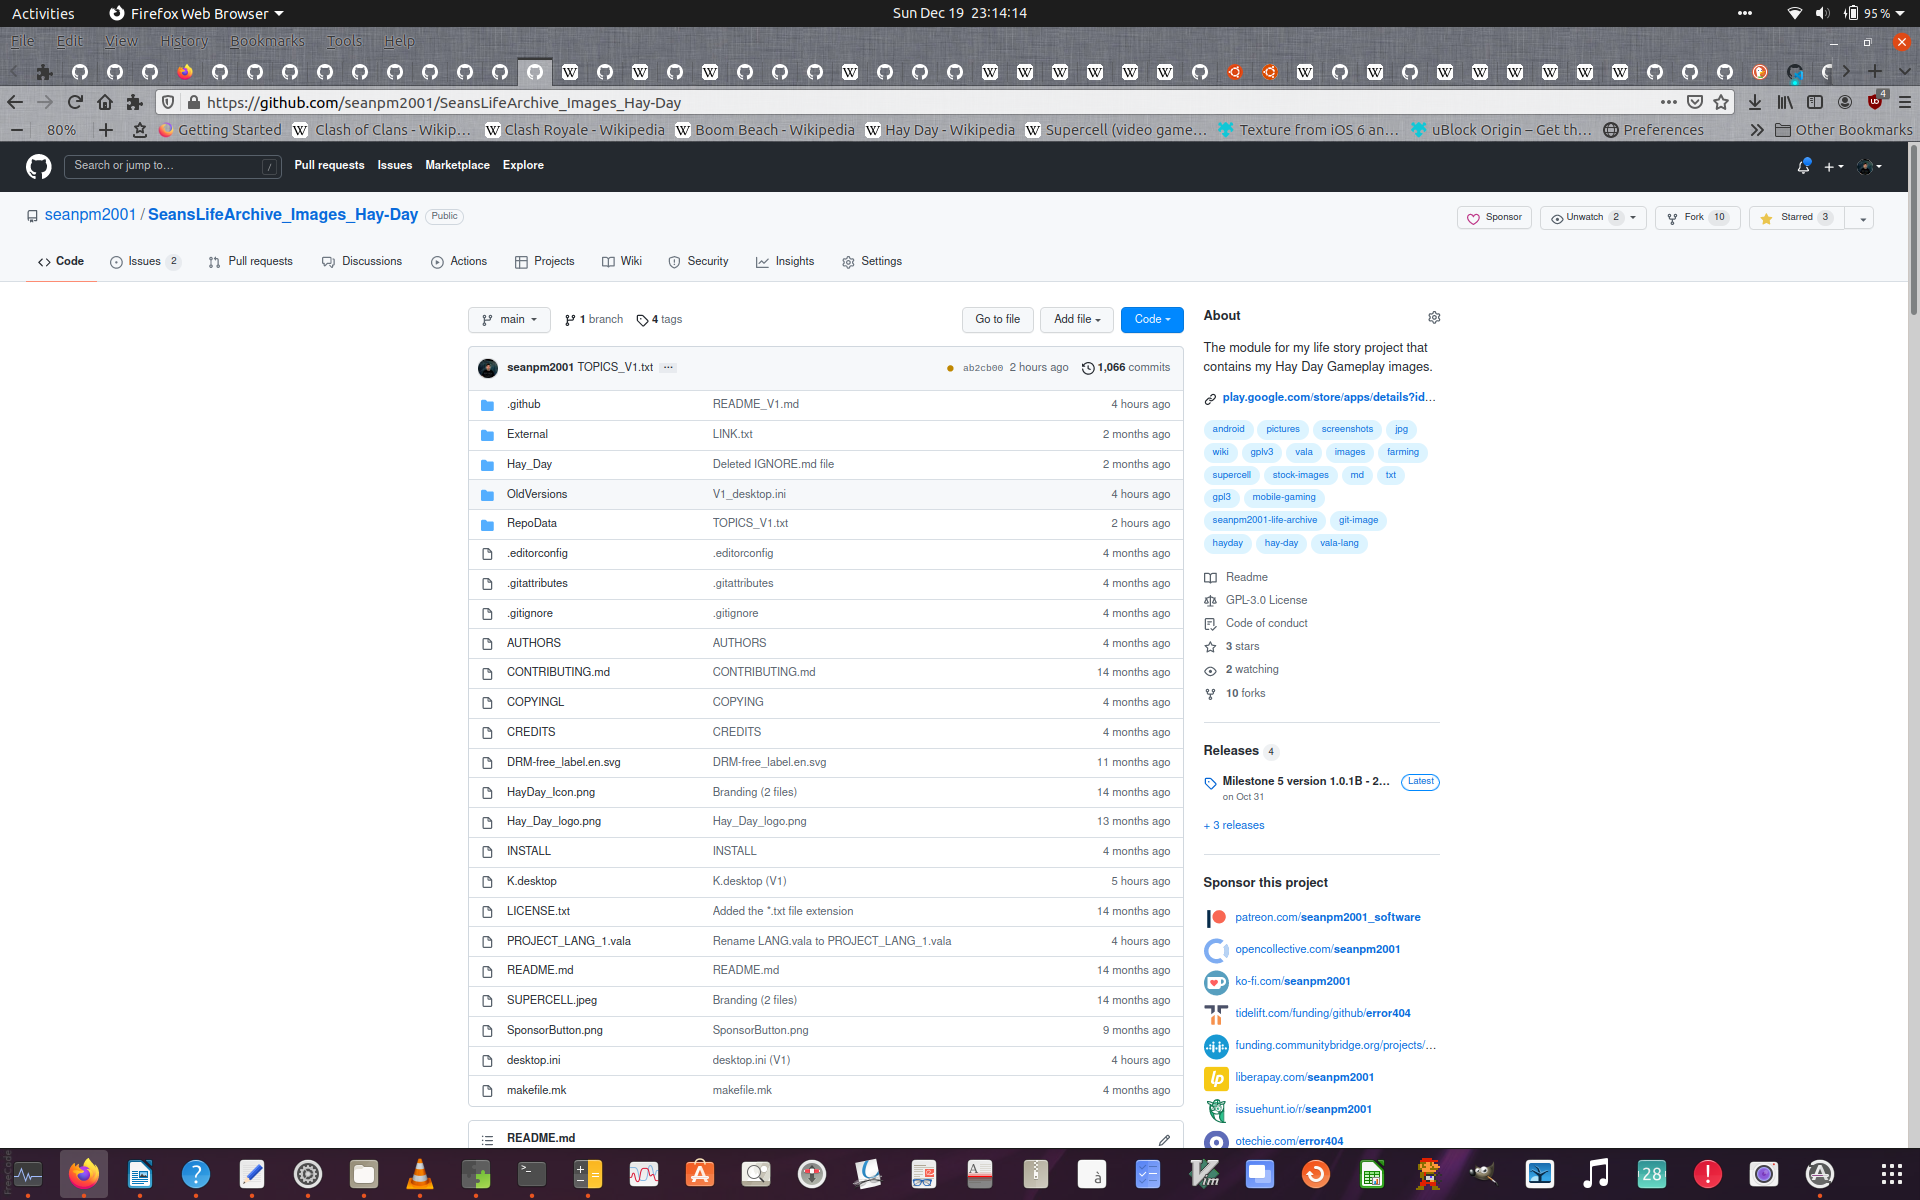 Activities
Firefox Web Browser
Sun Dec 19 23:14:14
95 %
File Edit View History Bookmarks Tools Help
https://github.com/seanpm2001/SeansLifeArchive_Images_Hay-Day
4
80%
Getting Started
Clash of Clans - Wikip…
Clash Royale - Wikipedia
Boom Beach - Wikipedia
Hay Day - Wikipedia
Supercell (video game…
Texture from iOS 6 an…
uBlock Origin – Get th…
Preferences
Other Bookmarks
Search or jump to… /
Pull requests Issues Marketplace Explore
seanpm2001 / SeansLifeArchive_Images_Hay-Day Public
Sponsor
Unwatch 2
Fork 10
Starred 3
Code
Issues 2
Pull requests
Discussions
Actions
Projects
Wiki
Security
Insights
Settings
main
1 branch
4 tags
Go to file
Add file
Code
seanpm2001 TOPICS_V1.txt …
ab2cb00 2 hours ago
1,066 commits
.github README_V1.md 4 hours ago
External LINK.txt 2 months ago
Hay_Day Deleted IGNORE.md file 2 months ago
OldVersions V1_desktop.ini 4 hours ago
RepoData TOPICS_V1.txt 2 hours ago
.editorconfig .editorconfig 4 months ago
.gitattributes .gitattributes 4 months ago
.gitignore .gitignore 4 months ago
AUTHORS AUTHORS 4 months ago
CONTRIBUTING.md CONTRIBUTING.md 14 months ago
COPYINGL COPYING 4 months ago
CREDITS CREDITS 4 months ago
DRM-free_label.en.svg DRM-free_label.en.svg 11 months ago
HayDay_Icon.png Branding (2 files) 14 months ago
Hay_Day_logo.png Hay_Day_logo.png 13 months ago
INSTALL INSTALL 4 months ago
K.desktop K.desktop (V1) 5 hours ago
LICENSE.txt Added the *.txt file extension 14 months ago
PROJECT_LANG_1.vala Rename LANG.vala to PROJECT_LANG_1.vala 4 hours ago
README.md README.md 14 months ago
SUPERCELL.jpeg Branding (2 files) 14 months ago
SponsorButton.png SponsorButton.png 9 months ago
desktop.ini desktop.ini (V1) 4 hours ago
makefile.mk makefile.mk 4 months ago
README.md
About
The module for my life story project that
contains my Hay Day Gameplay images.
play.google.com/store/apps/details?id…
android pictures screenshots jpg
wiki gplv3 vala images farming
supercell stock-images md txt
gpl3 mobile-gaming
seanpm2001-life-archive git-image
hayday hay-day vala-lang
Readme
GPL-3.0 License
Code of conduct
3 stars
2 watching
10 forks
Releases 4
Milestone 5 version 1.0.1B - 2… Latest
on Oct 31
+ 3 releases
Sponsor this project
patreon.com/seanpm2001_software
opencollective.com/seanpm2001
ko-fi.com/seanpm2001
tidelift.com/funding/github/error404
funding.communitybridge.org/projects/…
liberapay.com/seanpm2001
issuehunt.io/r/seanpm2001
otechie.com/error404
28